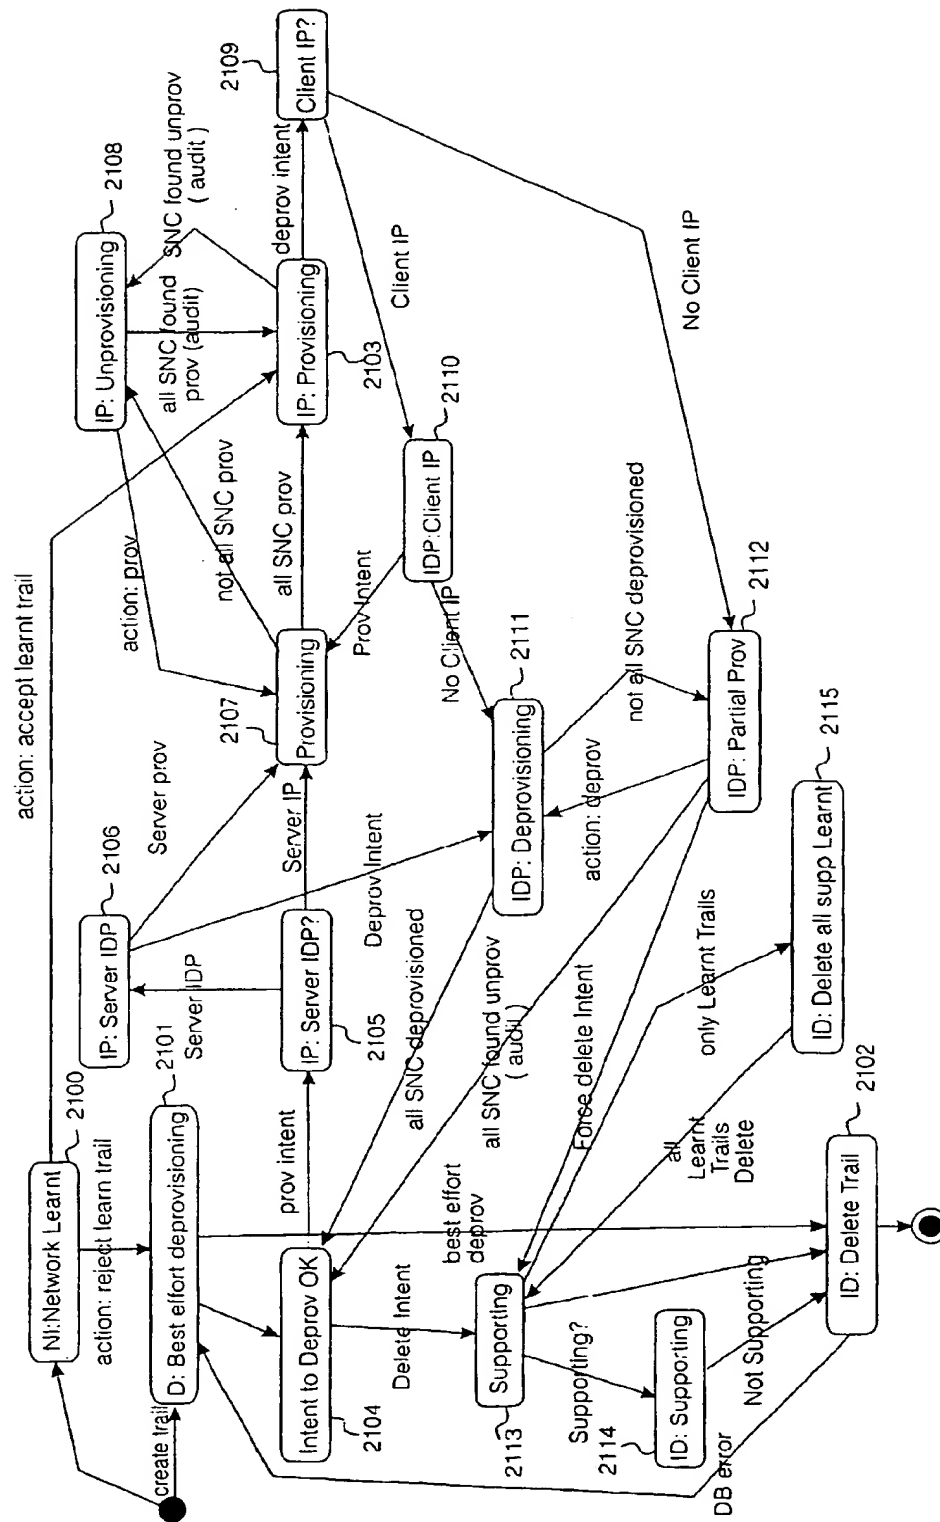 create trail
NI:Network Learnt
2100
action: accept learnt trail
action: reject learn trail
D: Best effort deprovisioning
2101
IP: Server IDP
2106
Server IDP
Server prov
action: prov
IP: Unprovisioning
2108
not all SNC prov
all SNC found
prov (audit)
SNC found unprov
( audit )
Intent to Deprov OK
2104
prov intent
IP: Server IDP?
2105
Server IP
Provisioning
2107
all SNC prov
IP: Provisioning
2103
deprov intent
Client IP?
2109
Deprov Intent
Prov Intent
IDP:Client IP
2110
Client IP
No Client IP
No Client IP
all SNC deprovisioned
IDP: Deprovisioning
2111
not all SNC deprovisioned
all SNC found unprov
( audit )
action: deprov
IDP: Partial Prov
2112
Delete Intent
best effort
deprov
Force delete Intent
Supporting
2113
Supporting?
ID: Supporting
2114
only Learnt Trails
ID: Delete all supp Learnt
2115
all
Learnt
Trails
Delete
Not Supporting
ID: Delete Trail
2102
DB error